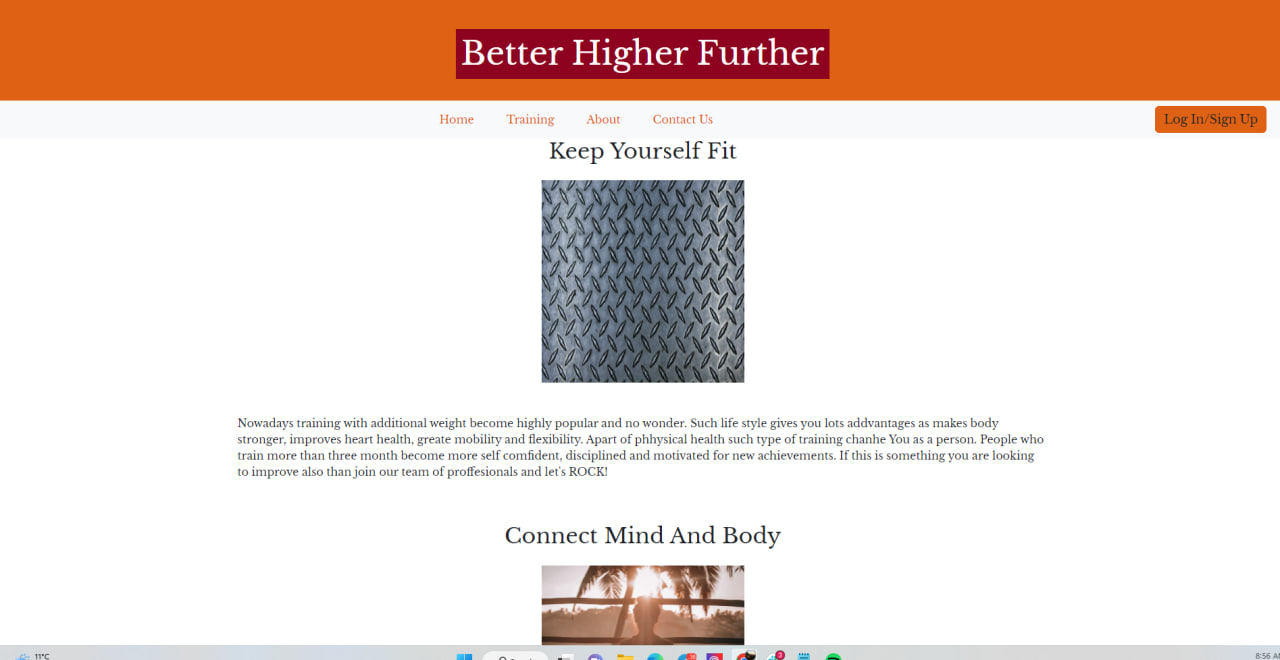 Better Higher Further
Home Training About Contact Us Log In/Sign Up
Keep Yourself Fit
Nowadays training with additional weight become highly popular and no wonder. Such life style gives you lots addvantages as makes body
stronger, improves heart health, greate mobility and flexibility. Apart of phhysical health such type of training chanhe You as a person. People who
train more than three month become more self comfident, disciplined and motivated for new achievements. If this is something you are looking
to improve also than join our team of proffesionals and let's ROCK!
Connect Mind And Body
11°C
8:56 A